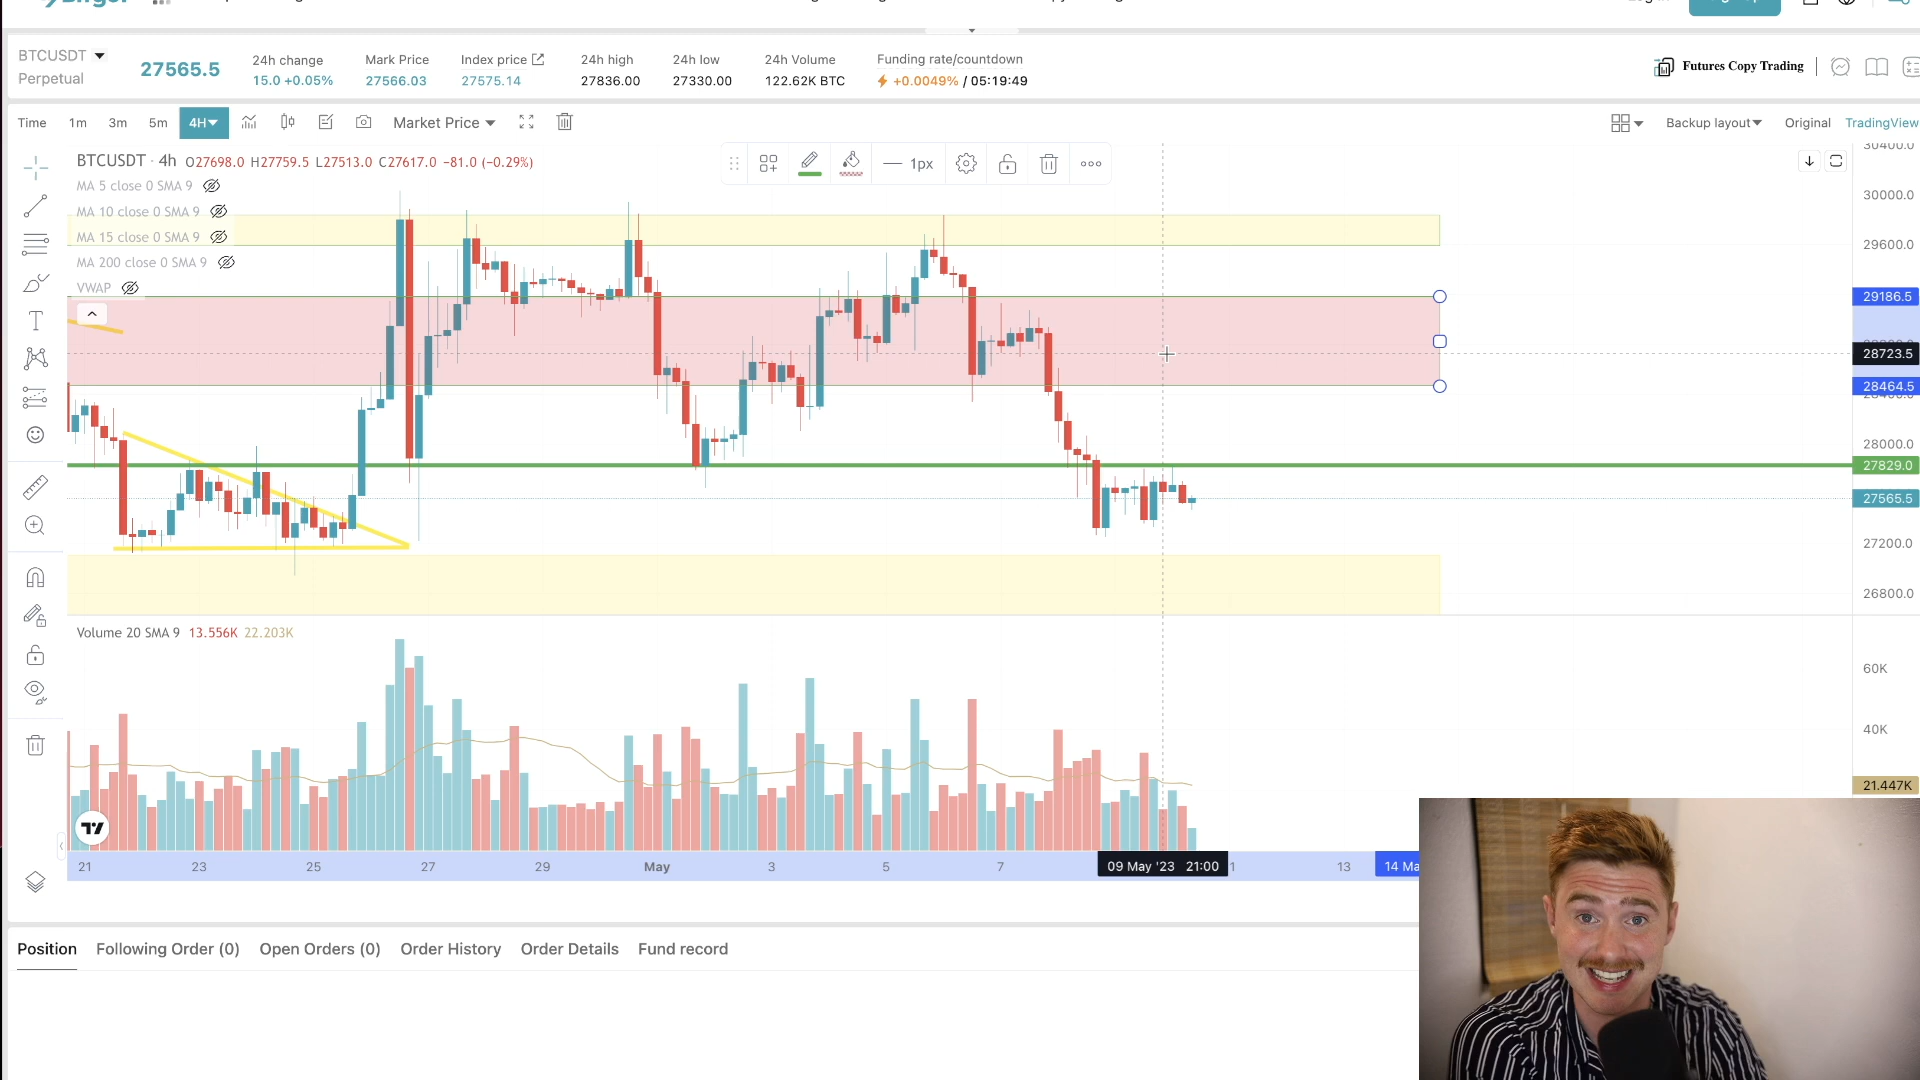 BTCUSDT
Perpetual
27565.5
24h change
15.0 +0.05%
Mark Price
27566.03
Index price
27575.14
24h high
27836.00
24h low
27330.00
24h Volume
122.62K BTC
Funding rate/countdown
+0.0049% / 05:19:49
Futures Copy Trading
Time 1m 3m 5m 4H Market Price Backup layout Original TradingView
BTCUSDT · 4h O27698.0 H27759.5 L27513.0 C27617.0 −81.0 (−0.29%)
1px
MA 5 close 0 SMA 9
MA 10 close 0 SMA 9
MA 15 close 0 SMA 9
MA 200 close 0 SMA 9
VWAP
30400.0
30000.0
29600.0
29186.5
28723.5
28464.5
28000.0
27829.0
27565.5
27200.0
26800.0
Volume 20 SMA 9 13.556K 22.203K
60K
40K
21.447K
21 23 25 27 29 May 3 5 7 09 May '23 21:00 13 14 Ma
Position Following Order (0) Open Orders (0) Order History Order Details Fund record